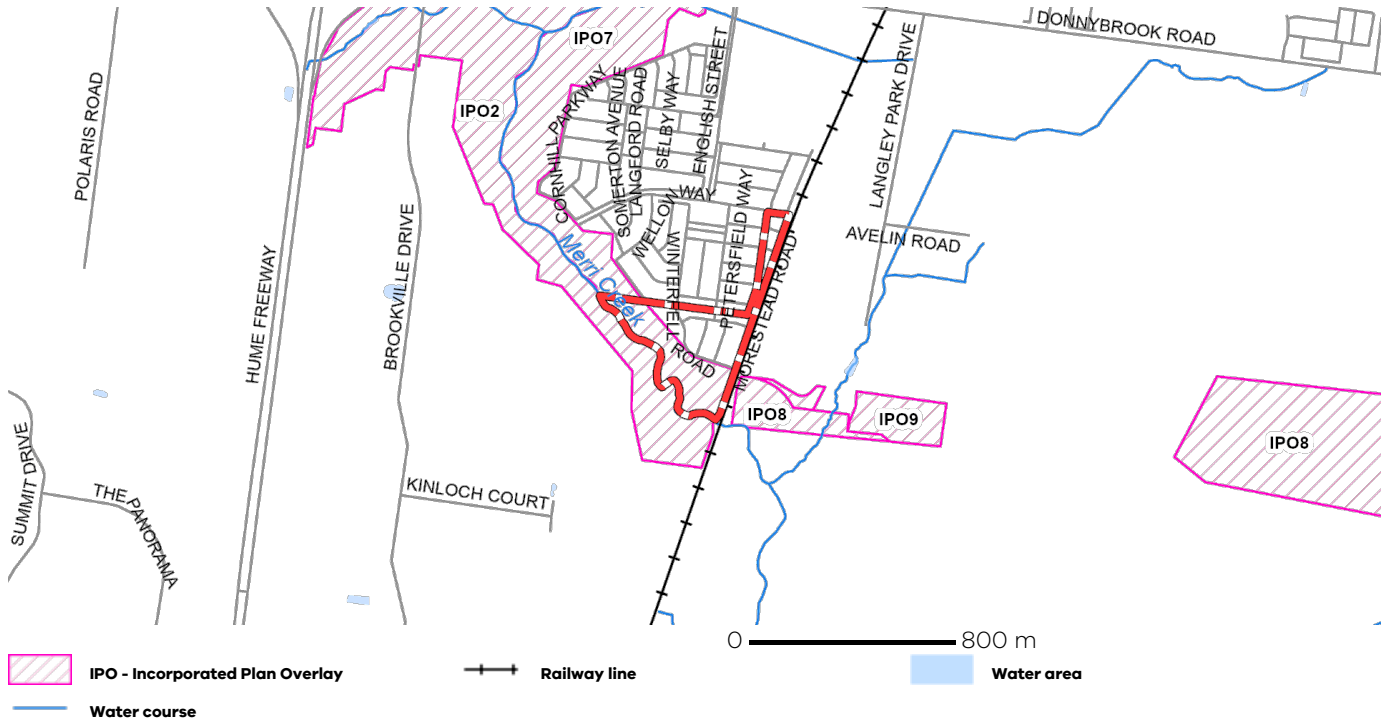 DONNYBROOK ROAD
IPO7
POLARIS ROAD
IPO2
CORNHILL PARKWAY
SOMERTON AVENUE
LANGFORD ROAD
SELBY WAY
ENGLISH STREET
LANGLEY PARK DRIVE
WELLOW WAY
PETERSFIELD WAY
AVELIN ROAD
HUME FREEWAY
BROOKVILLE DRIVE
Merri Creek
WINTERFELL ROAD
MORESTEAD ROAD
IPO8
IPO9
IPO8
SUMMIT DRIVE
THE PANORAMA
KINLOCH COURT
0 800 m
IPO - Incorporated Plan Overlay
Railway line
Water area
Water course